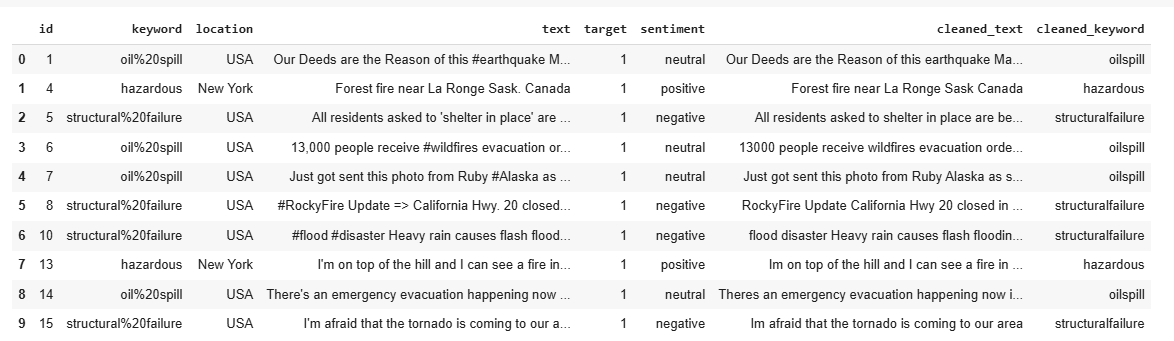 id keyword location text target sentiment cleaned_text cleaned_keyword
0 1 oil%20spill USA Our Deeds are the Reason of this #earthquake M... 1 neutral Our Deeds are the Reason of this earthquake Ma... oilspill
1 4 hazardous New York Forest fire near La Ronge Sask. Canada 1 positive Forest fire near La Ronge Sask Canada hazardous
2 5 structural%20failure USA All residents asked to 'shelter in place' are ... 1 negative All residents asked to shelter in place are be... structuralfailure
3 6 oil%20spill USA 13,000 people receive #wildfires evacuation or... 1 neutral 13000 people receive wildfires evacuation orde... oilspill
4 7 oil%20spill USA Just got sent this photo from Ruby #Alaska as ... 1 neutral Just got sent this photo from Ruby Alaska as s... oilspill
5 8 structural%20failure USA #RockyFire Update => California Hwy. 20 closed... 1 negative RockyFire Update California Hwy 20 closed in ... structuralfailure
6 10 structural%20failure USA #flood #disaster Heavy rain causes flash flood... 1 negative flood disaster Heavy rain causes flash floodin... structuralfailure
7 13 hazardous New York I'm on top of the hill and I can see a fire in... 1 positive Im on top of the hill and I can see a fire in ... hazardous
8 14 oil%20spill USA There's an emergency evacuation happening now ... 1 neutral Theres an emergency evacuation happening now i... oilspill
9 15 structural%20failure USA I'm afraid that the tornado is coming to our a... 1 negative Im afraid that the tornado is coming to our area structuralfailure